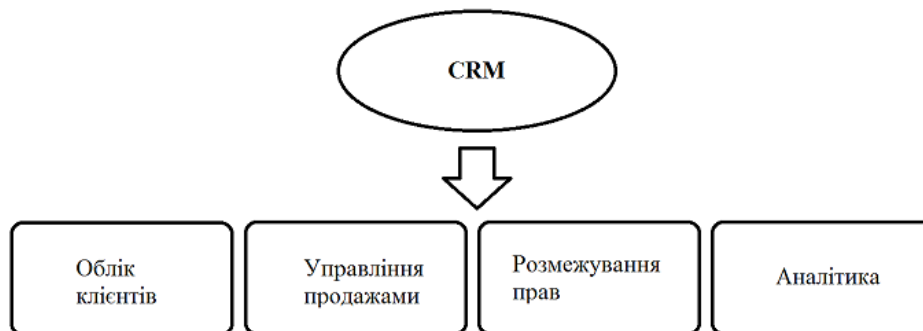 CRM
Облік
клієнтів
Управління
продажами
Розмежування
прав
Аналітика